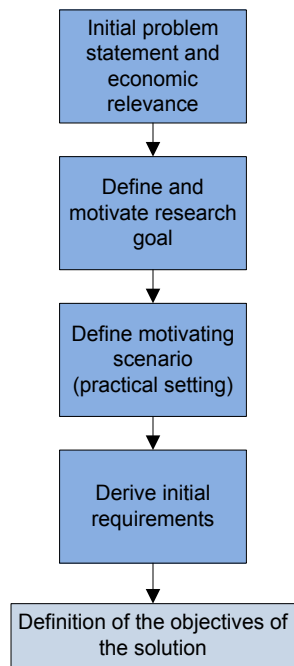 Initial problem
statement and
economic
relevance
Define and
motivate research
goal
Define motivating
scenario
(practical setting)
Derive initial
requirements
Definition of the objectives of
the solution